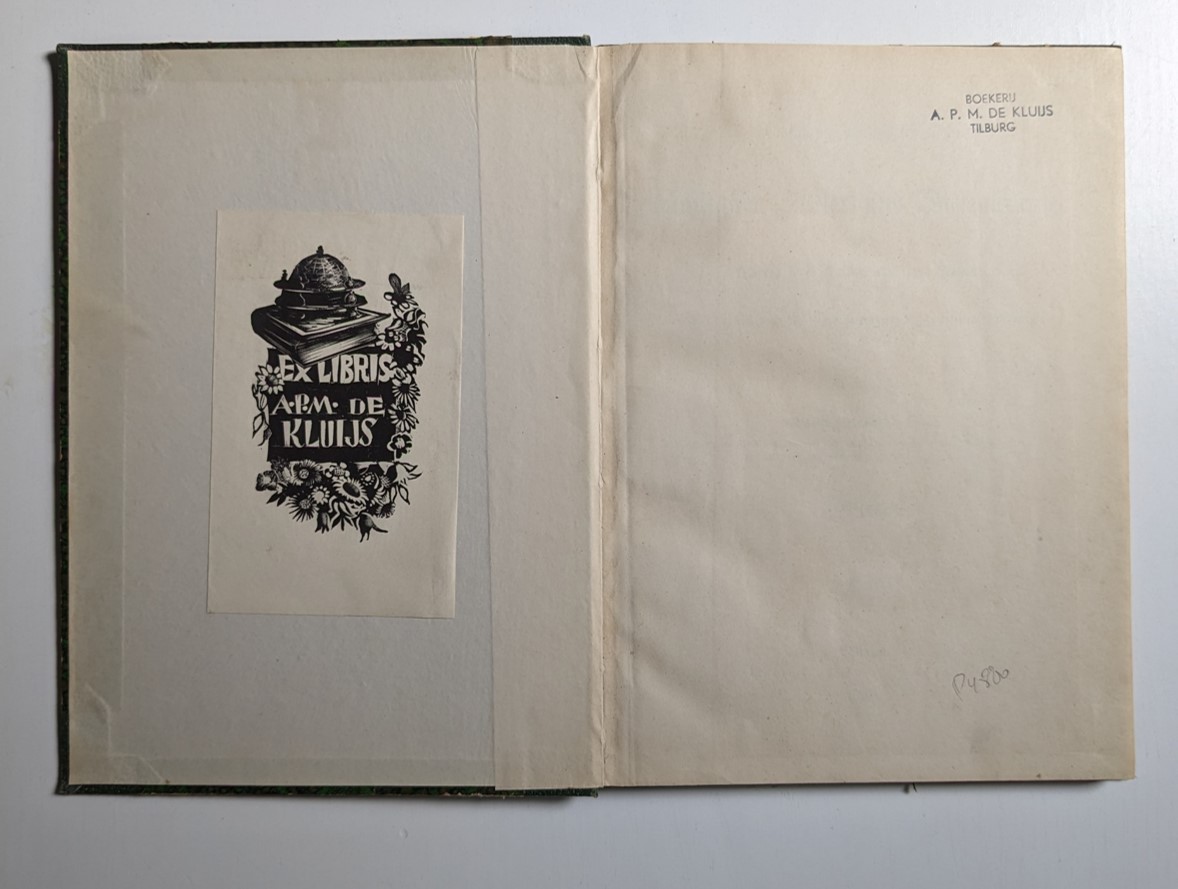 EX LIBRIS
A.P.M. DE
KLUIJS
BOEKERIJ
A. P. M. DE KLUIJS
TILBURG